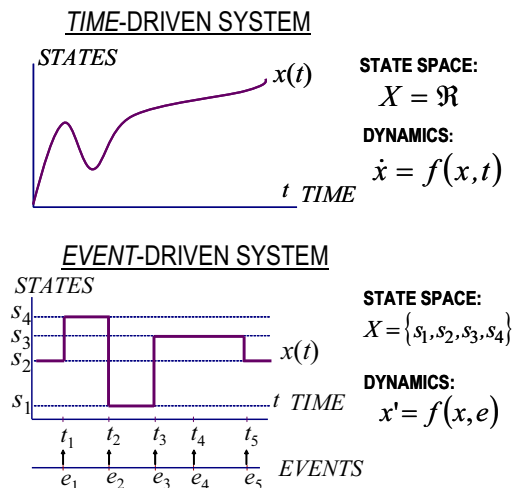 TIME-DRIVEN SYSTEM
STATES
x(t)
t TIME
STATE SPACE:
X = ℜ
DYNAMICS:
ẋ = f(x,t)
EVENT-DRIVEN SYSTEM
STATES
s₄
s₃
s₂
s₁
x(t)
t TIME
t₁ t₂ t₃ t₄ t₅
e₁ e₂ e₃ e₄ e₅
EVENTS
STATE SPACE:
X = {s₁,s₂,s₃,s₄}
DYNAMICS:
x' = f(x,e)